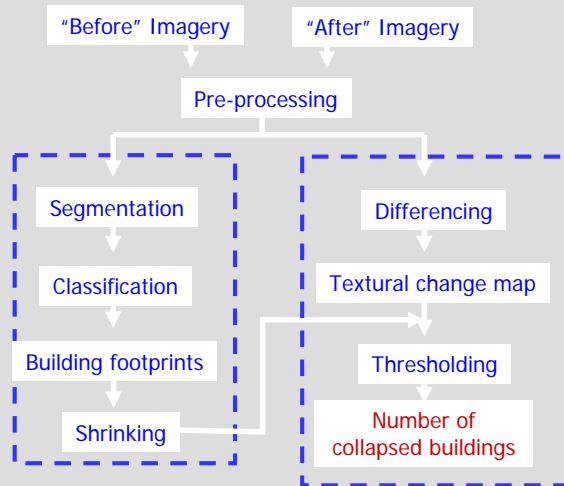 “Before” Imagery
“After” Imagery
Pre-processing
Segmentation
Classification
Building footprints
Shrinking
Differencing
Textural change map
Thresholding
Number of
collapsed buildings